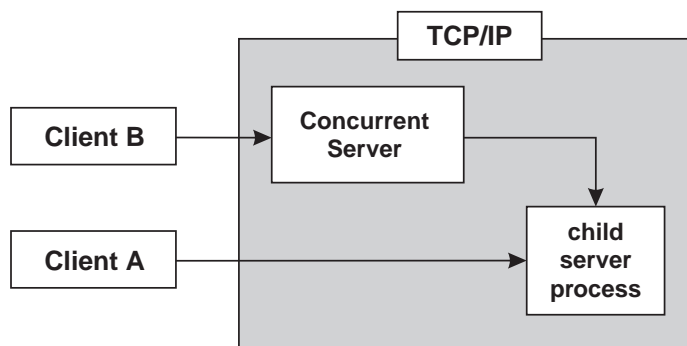 TCP/IP
Client B
Concurrent
Server
Client A
child
server
process